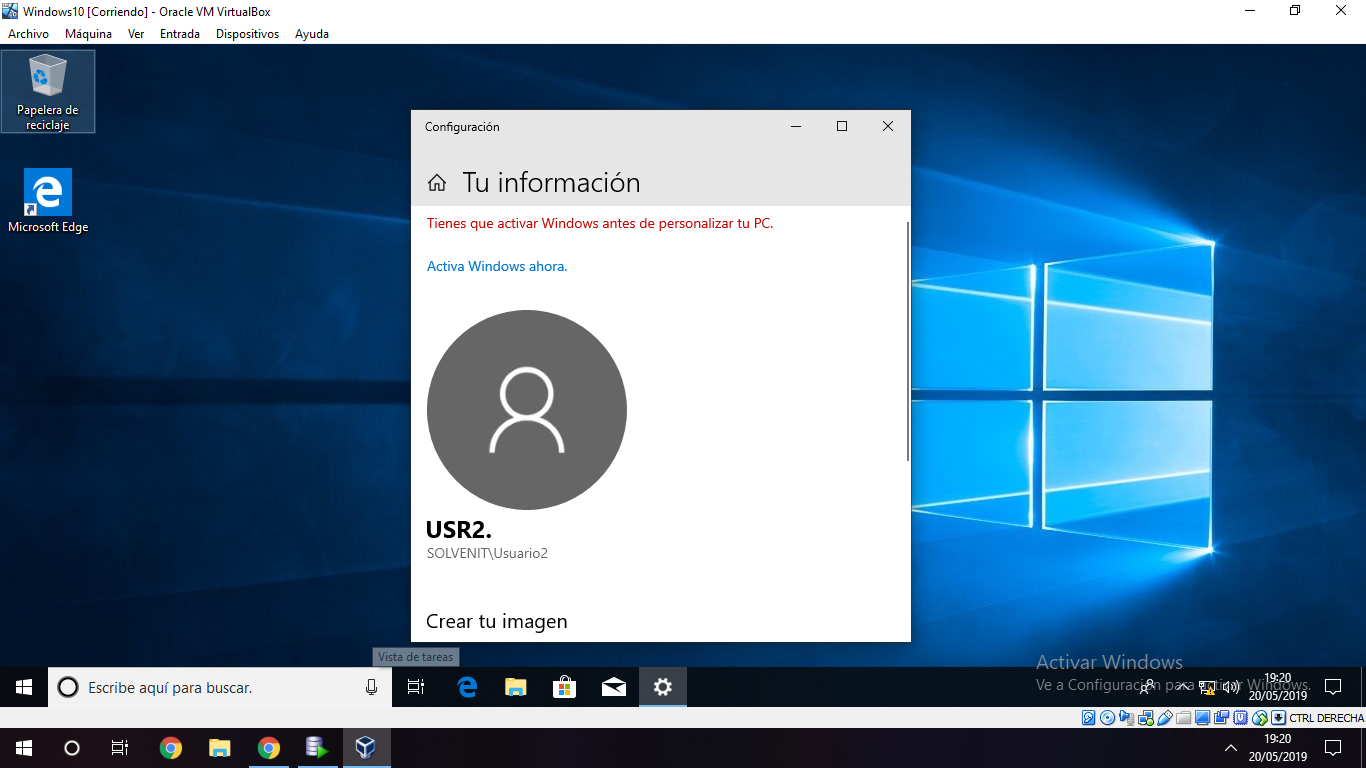 Windows10 [Corriendo] - Oracle VM VirtualBox
Archivo Máquina Ver Entrada Dispositivos Ayuda
Papelera de
reciclaje
Microsoft Edge
Configuración
Tu información
Tienes que activar Windows antes de personalizar tu PC.
Activa Windows ahora.
USR2.
SOLVENIT\Usuario2
Crear tu imagen
Vista de tareas
Activar Windows
Ve a Configuración para activar Windows.
Escribe aquí para buscar.
19:20
20/05/2019
CTRL DERECHA
19:20
20/05/2019